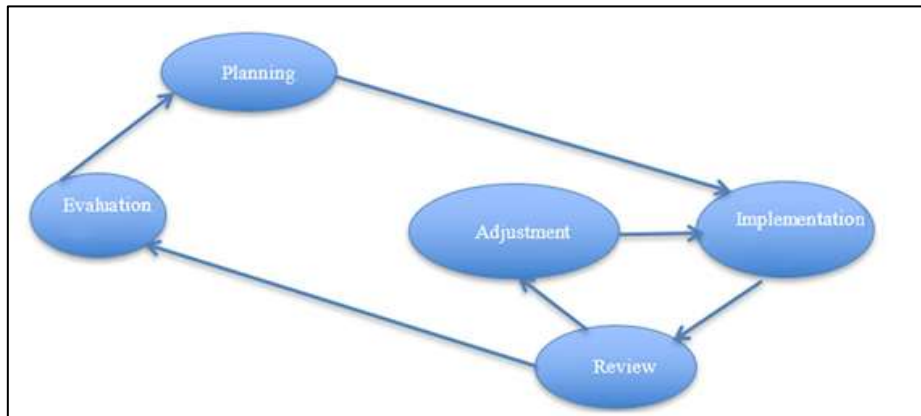 Planning
Evaluation
Adjustment
Implementation
Review